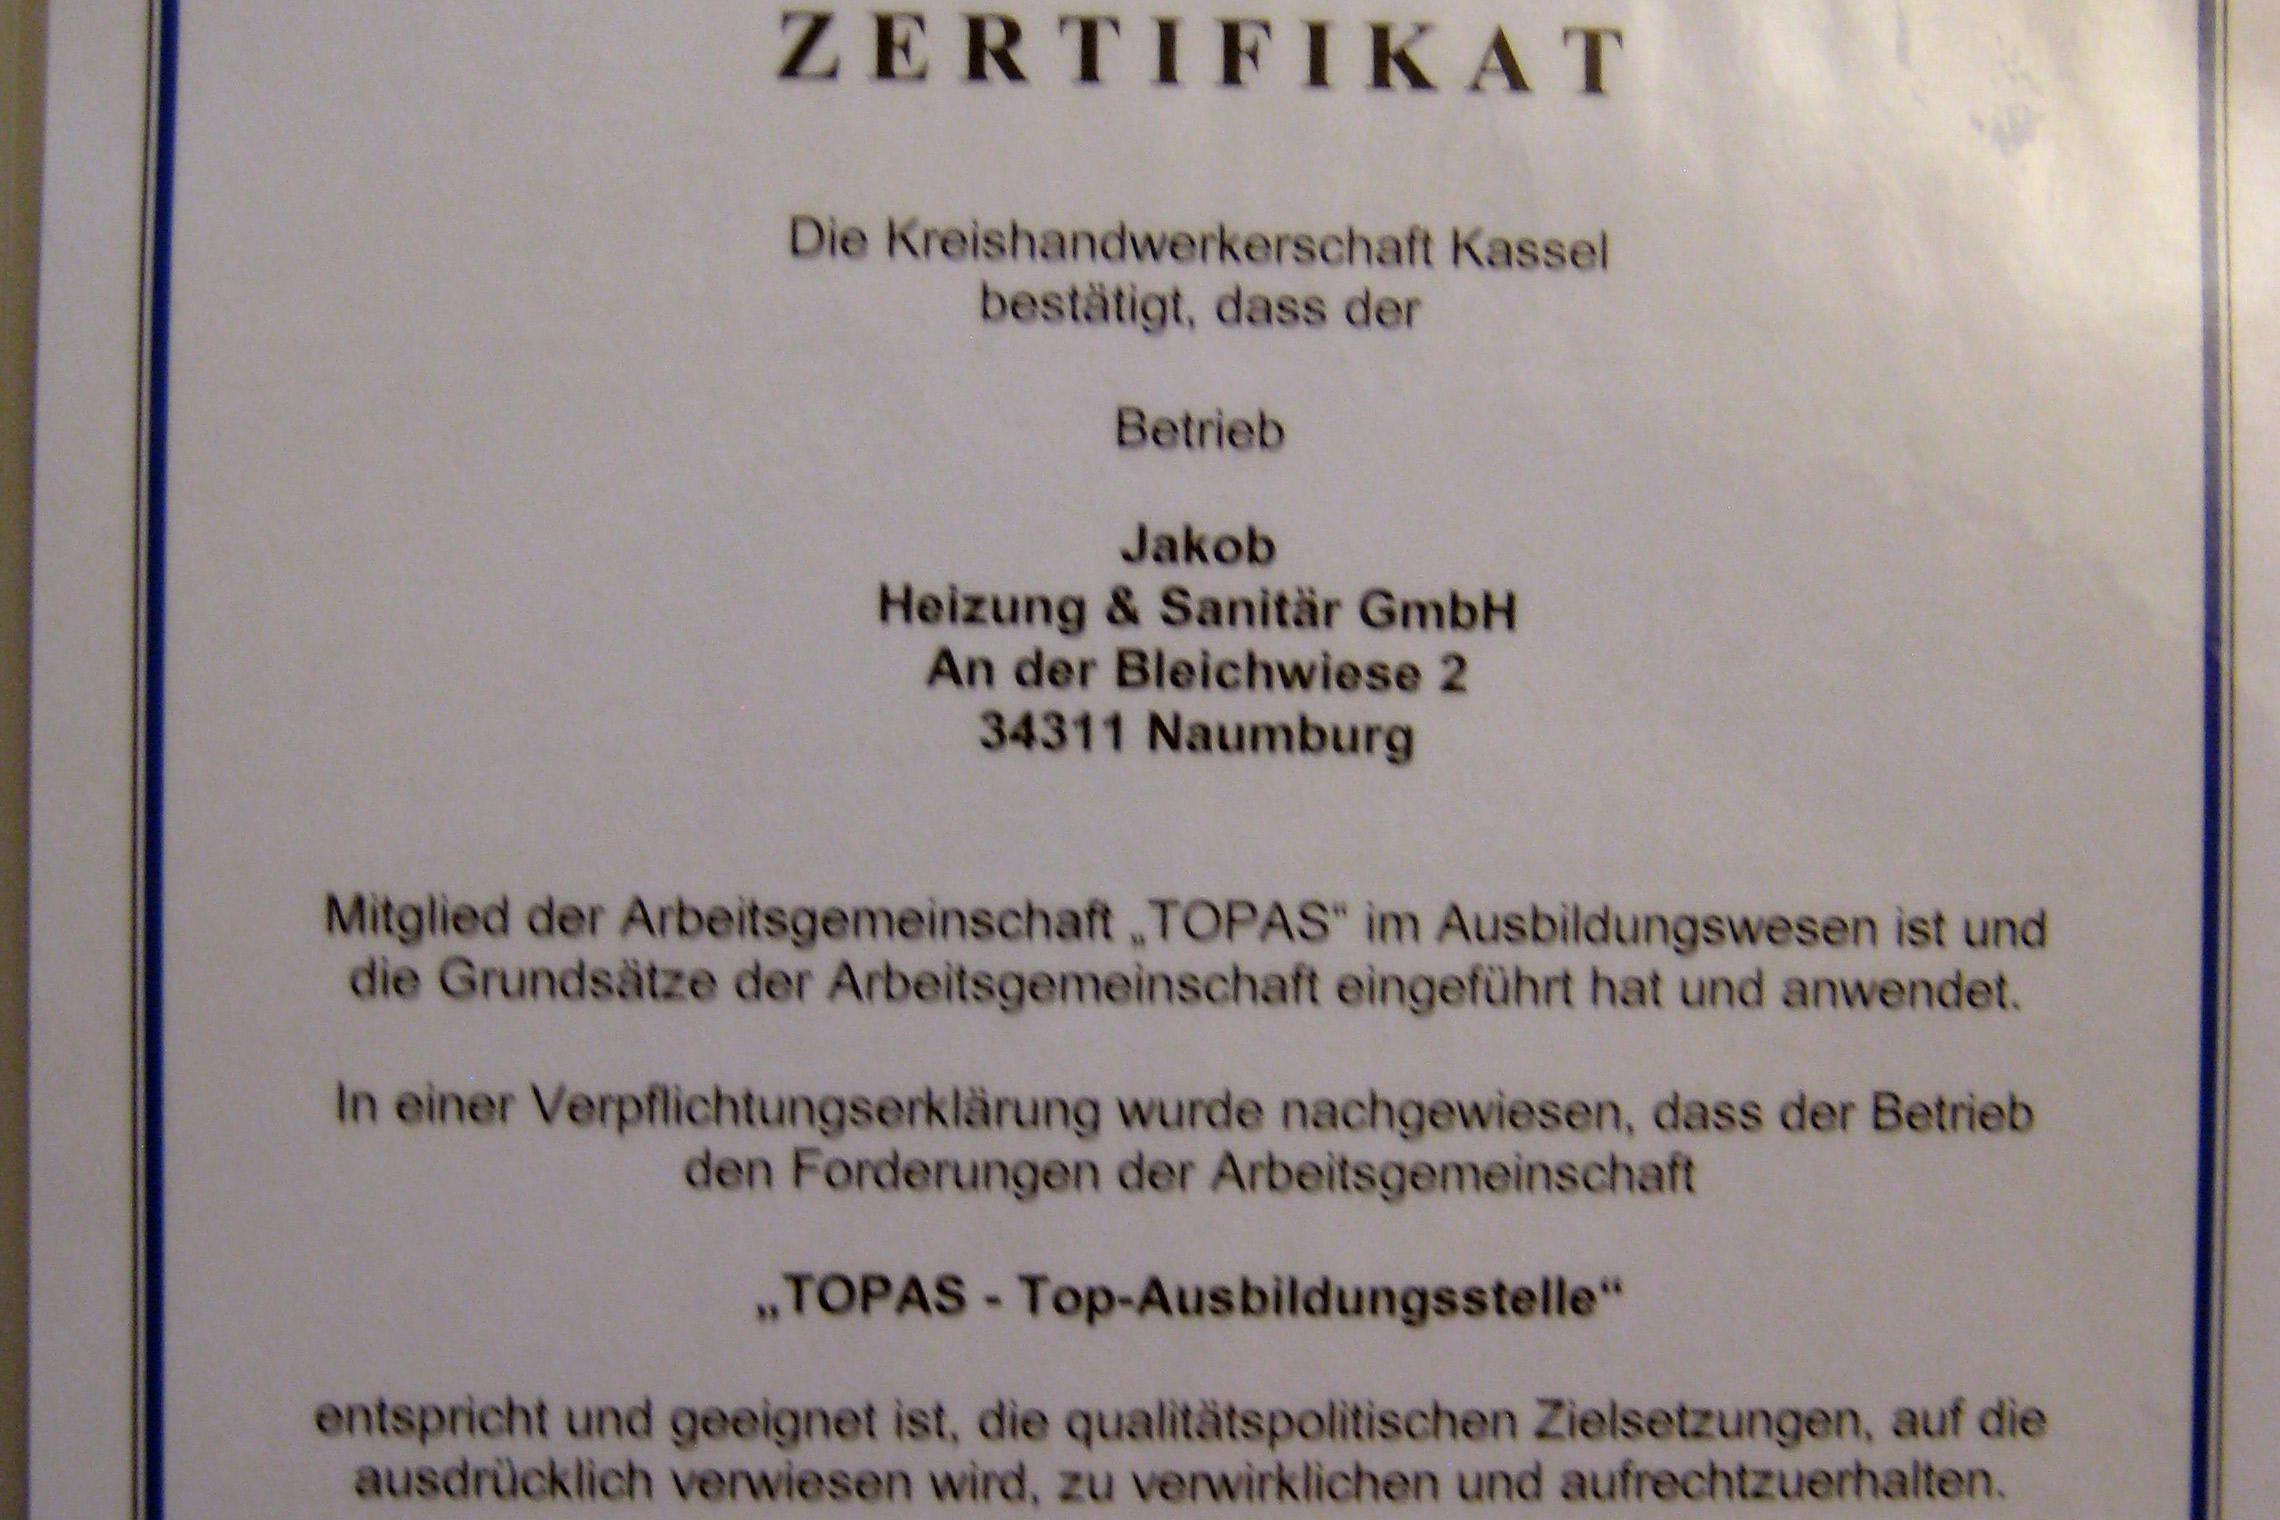 ZERTIFIKAT
Die Kreishandwerkerschaft Kassel
bestätigt, dass der
Betrieb
Jakob
Heizung & Sanitär GmbH
An der Bleichwiese 2
34311 Naumburg
Mitglied der Arbeitsgemeinschaft „TOPAS“ im Ausbildungswesen ist und
die Grundsätze der Arbeitsgemeinschaft eingeführt hat und anwendet.
In einer Verpflichtungserklärung wurde nachgewiesen, dass der Betrieb
den Forderungen der Arbeitsgemeinschaft
„TOPAS - Top-Ausbildungsstelle“
entspricht und geeignet ist, die qualitätspolitischen Zielsetzungen, auf die
ausdrücklich verwiesen wird, zu verwirklichen und aufrechtzuerhalten.